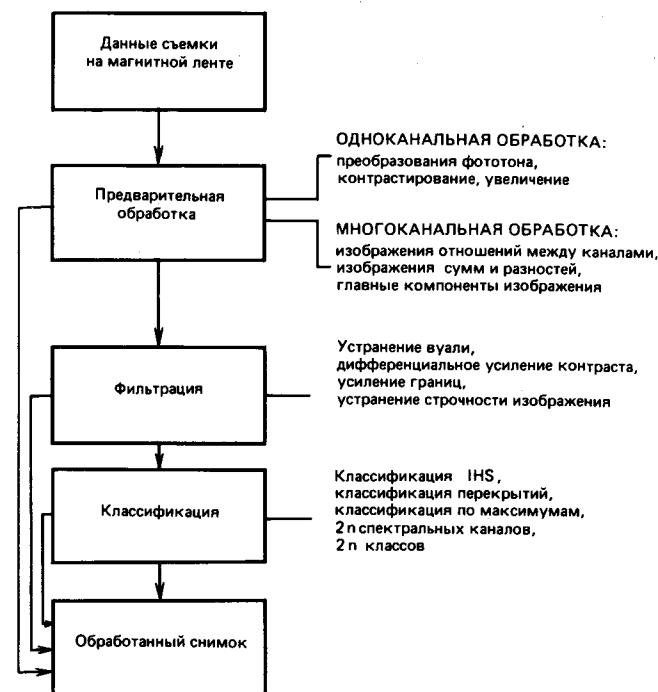 Данные съемки
на магнитной ленте
ОДНОКАНАЛЬНАЯ ОБРАБОТКА:
преобразования фототона,
контрастирование, увеличение
Предварительная
обработка
МНОГОКАНАЛЬНАЯ ОБРАБОТКА:
изображения отношений между каналами,
изображения сумм и разностей,
главные компоненты изображения
Устранение вуали,
дифференциальное усиление контраста,
усиление границ,
устранение строчности изображения
Фильтрация
Классификация IHS,
классификация перекрытий,
классификация по максимумам,
2n спектральных каналов,
2n классов
Классификация
Обработанный снимок